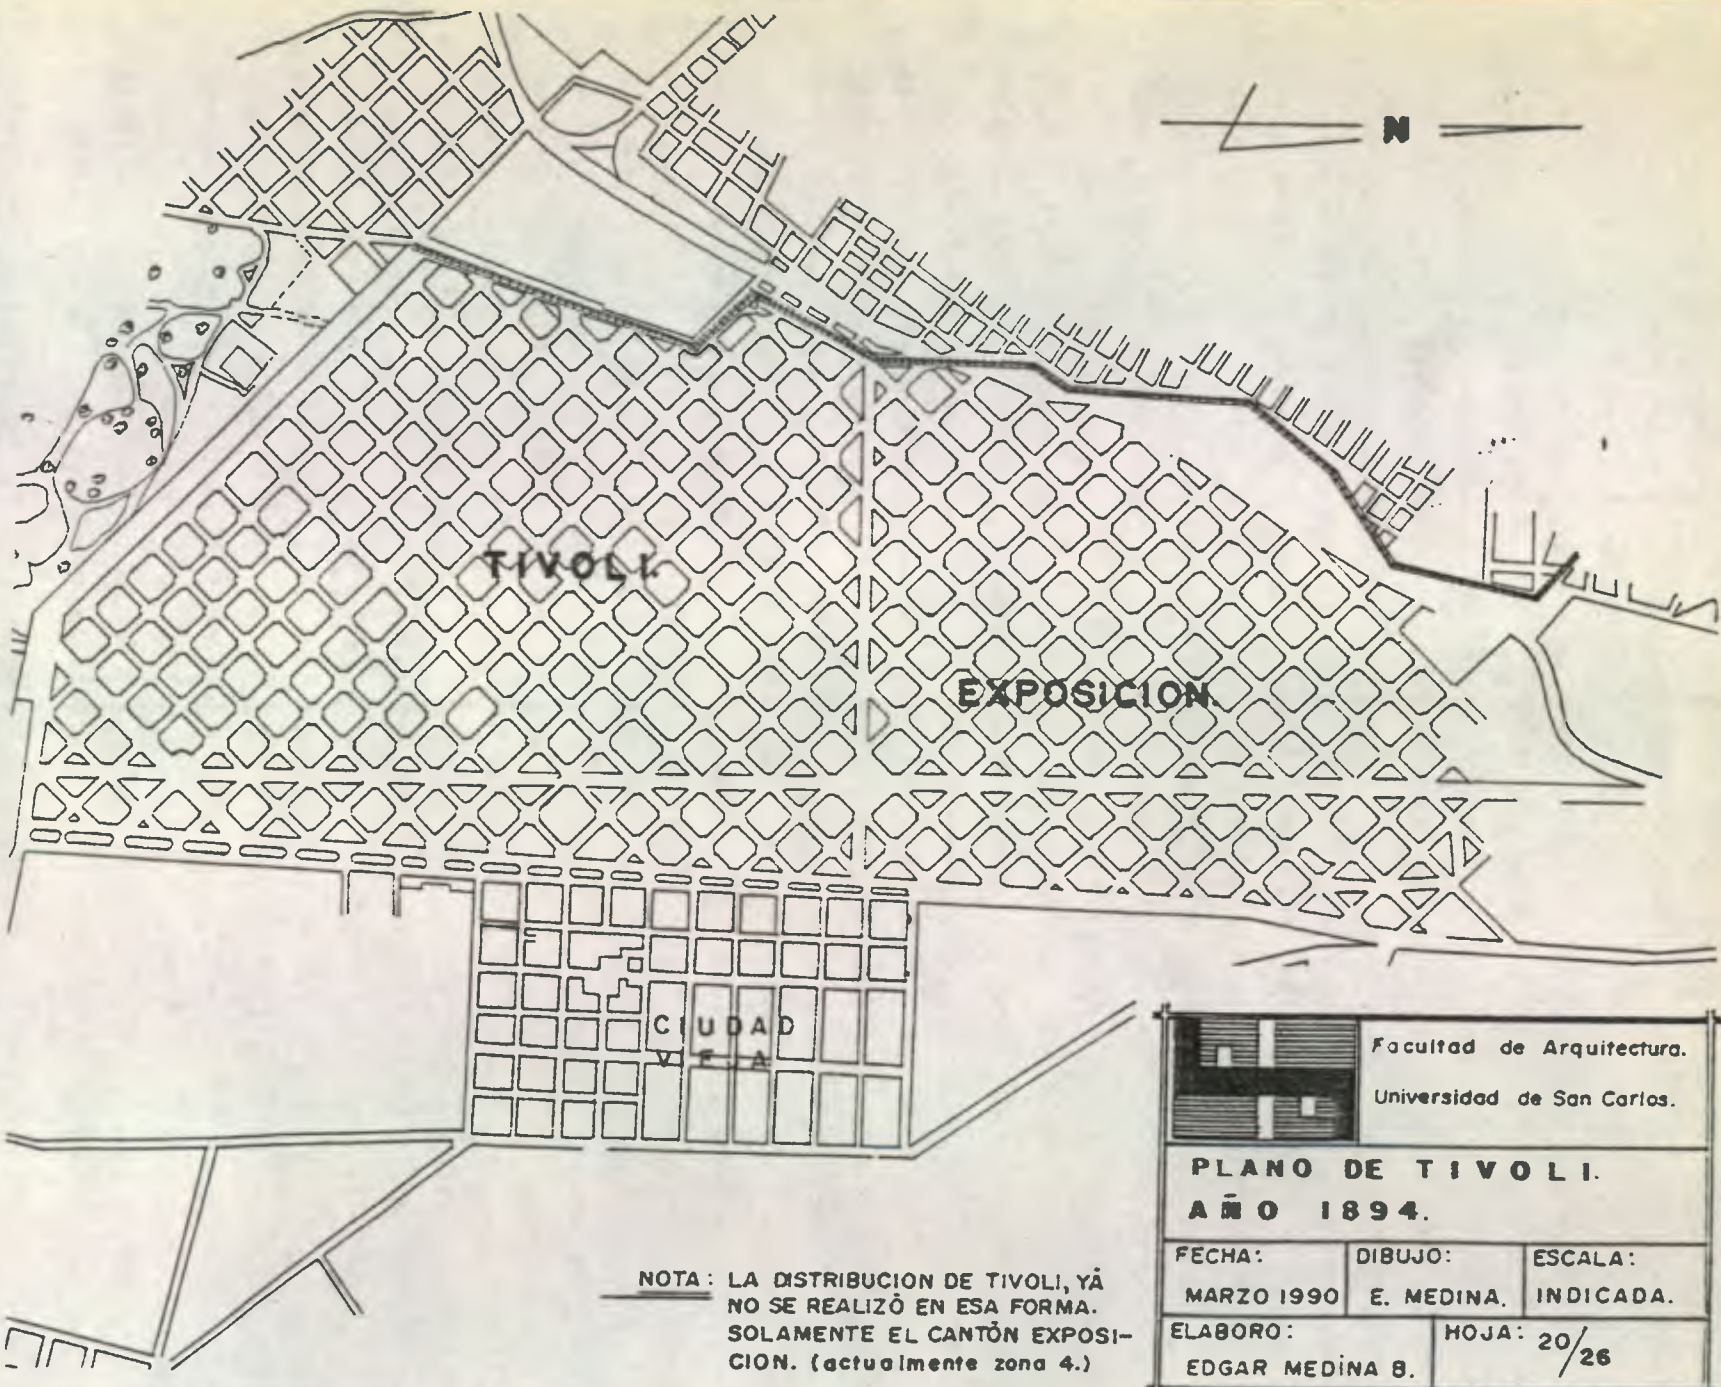 N
TIVOLI.
EXPOSICION.
CIUDAD
VEJA
Facultad de Arquitectura.
Universidad de San Carlos.
PLANO DE TIVOLI.
AÑO 1894.
FECHA:
MARZO 1990
DIBUJO:
E. MEDINA.
ESCALA:
INDICADA.
ELABORO:
EDGAR MEDINA B.
HOJA: 20/26
NOTA: LA DISTRIBUCION DE TIVOLI, YÁ
NO SE REALIZÓ EN ESA FORMA.
SOLAMENTE EL CANTÓN EXPOSI-
CION. (actualmente zona 4.)